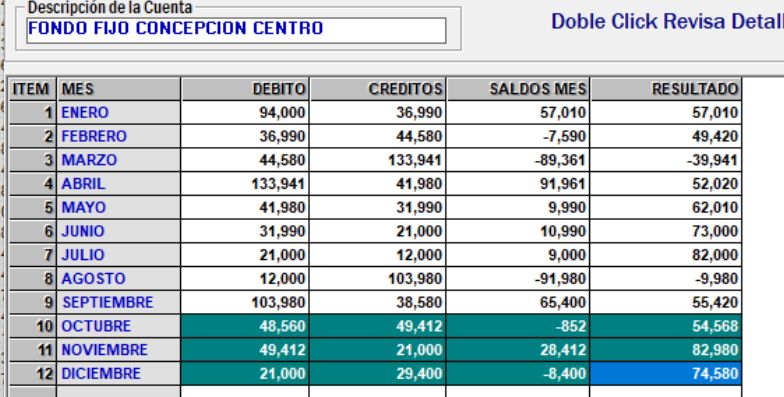 Descripción de la Cuenta
FONDO FIJO CONCEPCION CENTRO
Doble Click Revisa Detall
ITEM MES DEBITO CREDITOS SALDOS MES RESULTADO
1 ENERO 94,000 36,990 57,010 57,010
2 FEBRERO 36,990 44,580 -7,590 49,420
3 MARZO 44,580 133,941 -89,361 -39,941
4 ABRIL 133,941 41,980 91,961 52,020
5 MAYO 41,980 31,990 9,990 62,010
6 JUNIO 31,990 21,000 10,990 73,000
7 JULIO 21,000 12,000 9,000 82,000
8 AGOSTO 12,000 103,980 -91,980 -9,980
9 SEPTIEMBRE 103,980 38,580 65,400 55,420
10 OCTUBRE 48,560 49,412 -852 54,568
11 NOVIEMBRE 49,412 21,000 28,412 82,980
12 DICIEMBRE 21,000 29,400 -8,400 74,580